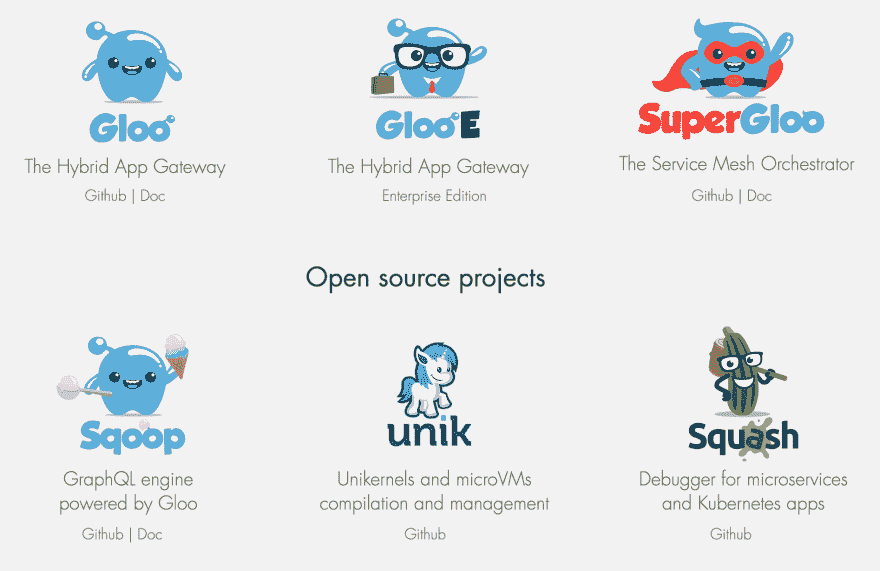 Gloo
The Hybrid App Gateway
Github | Doc
Gloo E
The Hybrid App Gateway
Enterprise Edition
SuperGloo
The Service Mesh Orchestrator
Github | Doc
Open source projects
Sqoop
GraphQL engine
powered by Gloo
Github | Doc
unik
Unikernels and microVMs
compilation and management
Github
Squash
Debugger for microservices
and Kubernetes apps
Github